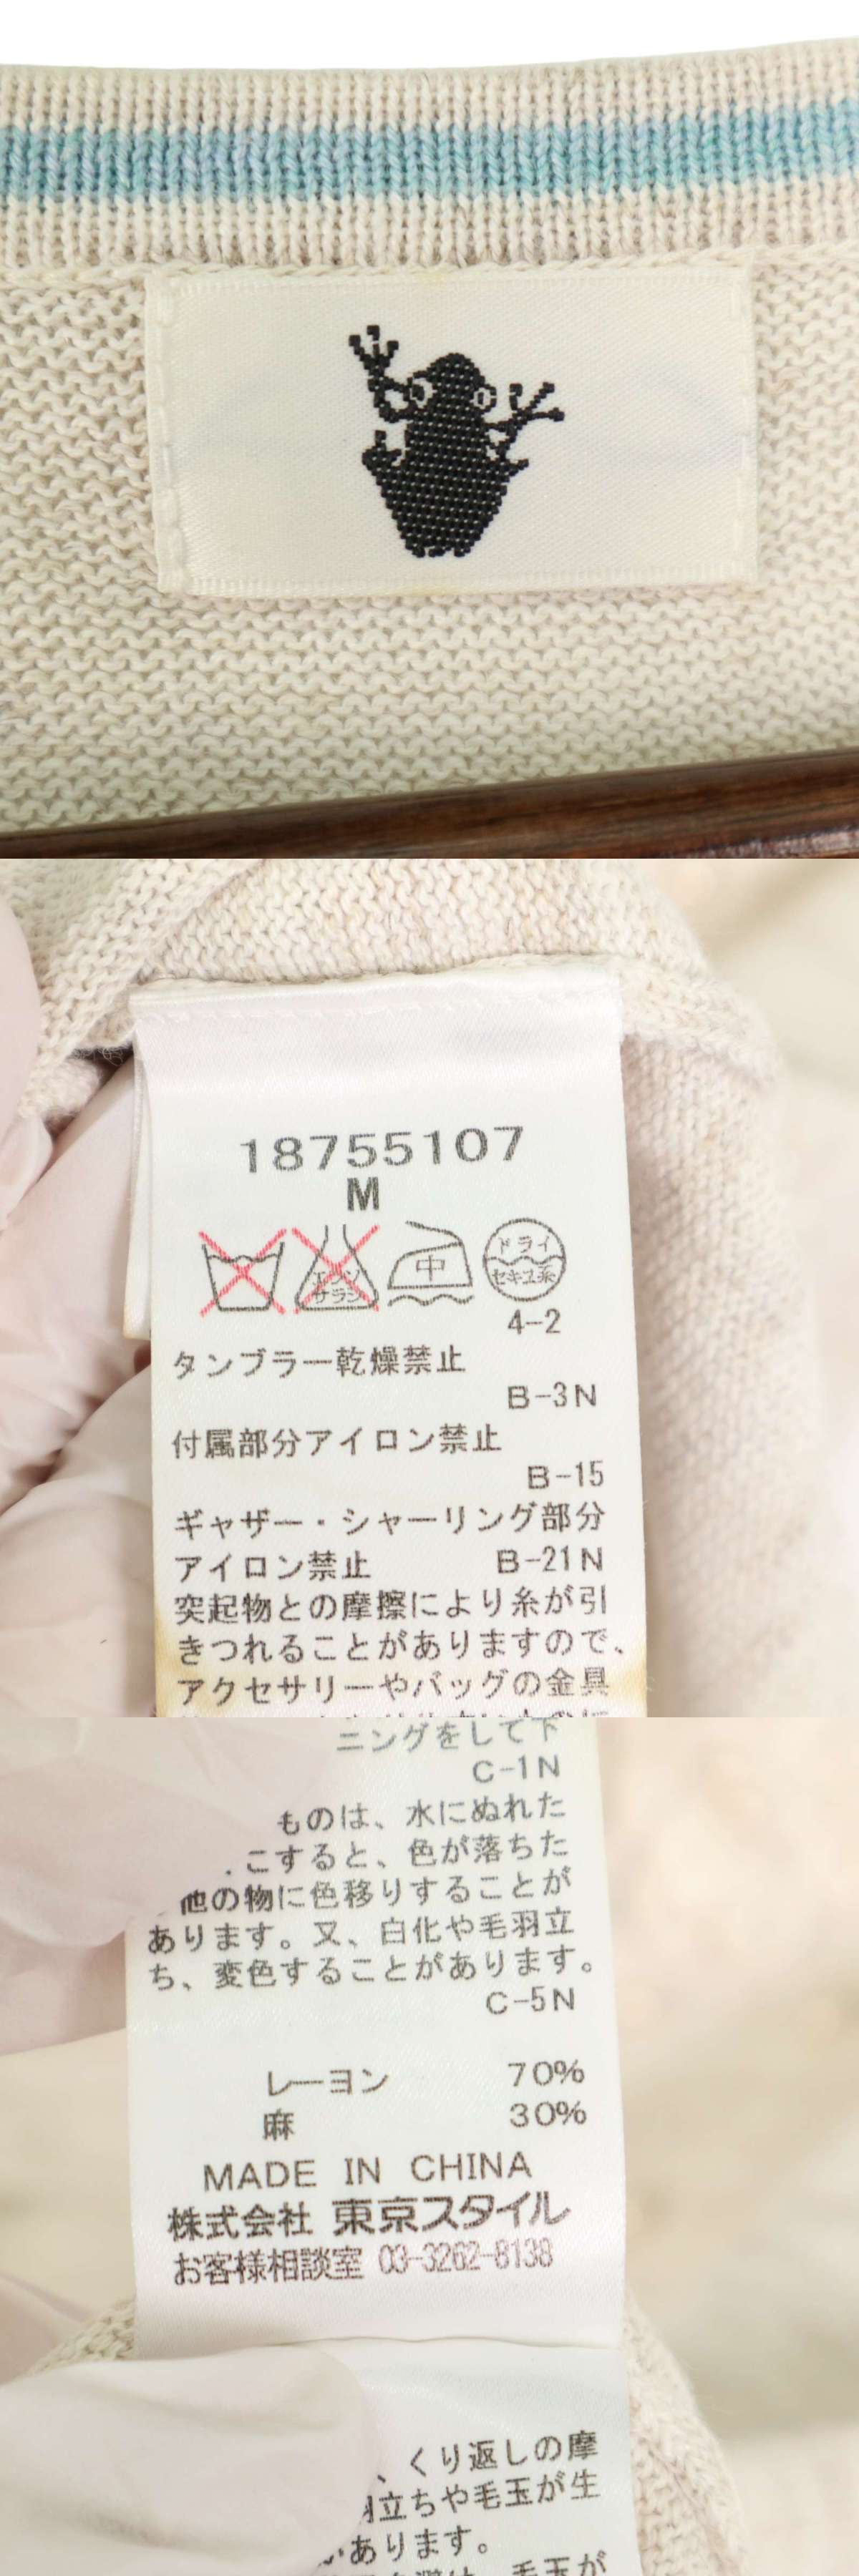 18755107
M
エンソ
サラシ
中
ドライ
セキユ系
4-2
タンブラー乾燥禁止
B-3N
付属部分アイロン禁止
B-15
ギャザー・シャーリング部分
アイロン禁止 B-21N
突起物との摩擦により糸が引
きつれることがありますので、
アクセサリーやバッグの金具
ニングをして下
C-1N
ものは、水にぬれた
こすると、色が落ちた
他の物に色移りすることが
あります。又、白化や毛羽立
ち、変色することがあります。
C-5N
レーヨン 70%
麻 30%
MADE IN CHINA
株式会社 東京スタイル
お客様相談室 03-3262-8138
、くり返しの摩
立ちや毛玉が生
あります。
毛玉が